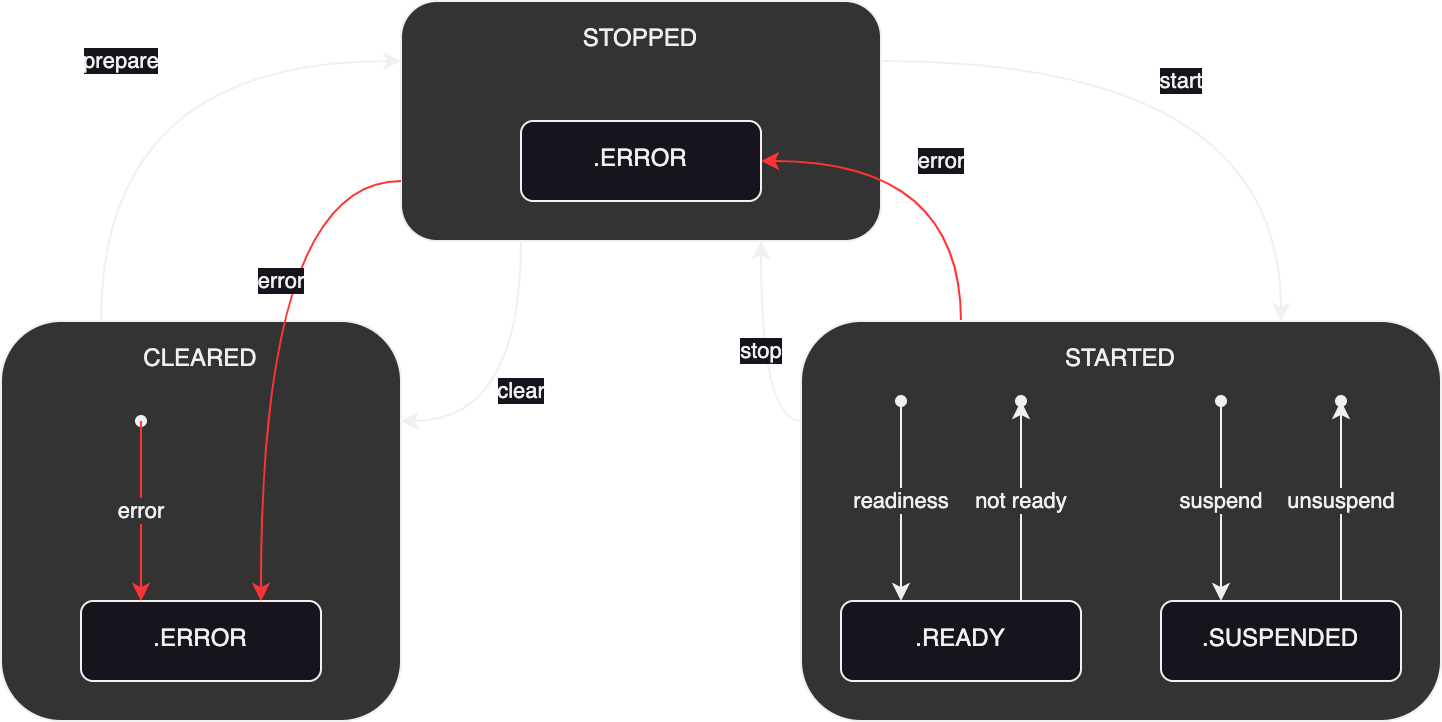 STOPPED
prepare
start
.ERROR
error
error
CLEARED
stop
STARTED
clear
error
readiness
not ready
suspend
unsuspend
.ERROR
.READY
.SUSPENDED